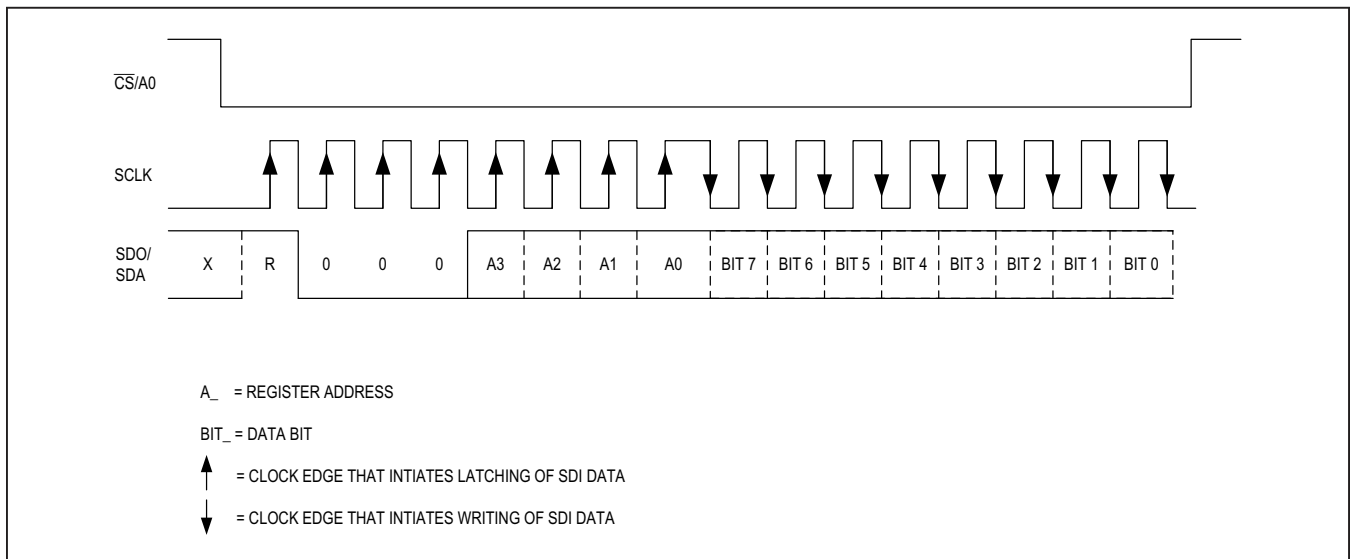 C̅S̅/A0
SCLK
SDO/
SDA
X R 0 0 0 A3 A2 A1 A0 BIT 7 BIT 6 BIT 5 BIT 4 BIT 3 BIT 2 BIT 1 BIT 0
A_ = REGISTER ADDRESS
BIT_ = DATA BIT
= CLOCK EDGE THAT INTIATES LATCHING OF SDI DATA
= CLOCK EDGE THAT INTIATES WRITING OF SDI DATA